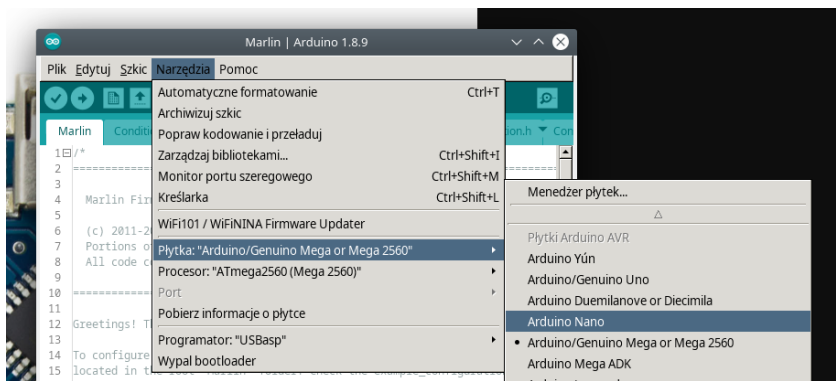 Marlin | Arduino 1.8.9
Plik Edytuj Szkic Narzędzia Pomoc
Marlin
Automatyczne formatowanie Ctrl+T
Archiwizuj szkic
Popraw kodowanie i przeładuj
Zarządzaj bibliotekami... Ctrl+Shift+I
Monitor portu szeregowego Ctrl+Shift+M
Kreślarka Ctrl+Shift+L
WiFi101 / WiFiNINA Firmware Updater
Płytka: "Arduino/Genuino Mega or Mega 2560"
Procesor: "ATmega2560 (Mega 2560)"
Port
Pobierz informacje o płytce
Programator: "USBasp"
Wypal bootloader
Menedżer płytek...
Płytki Arduino AVR
Arduino Yún
Arduino/Genuino Uno
Arduino Duemilanove or Diecimila
Arduino Nano
Arduino/Genuino Mega or Mega 2560
Arduino Mega ADK
1 /*
2 ====
3
4 Marlin
5
6 (c) 2011-
7 Portions
8 All code
9
10 ====
11
12 Greetings!
13
14 To configure
15 located in